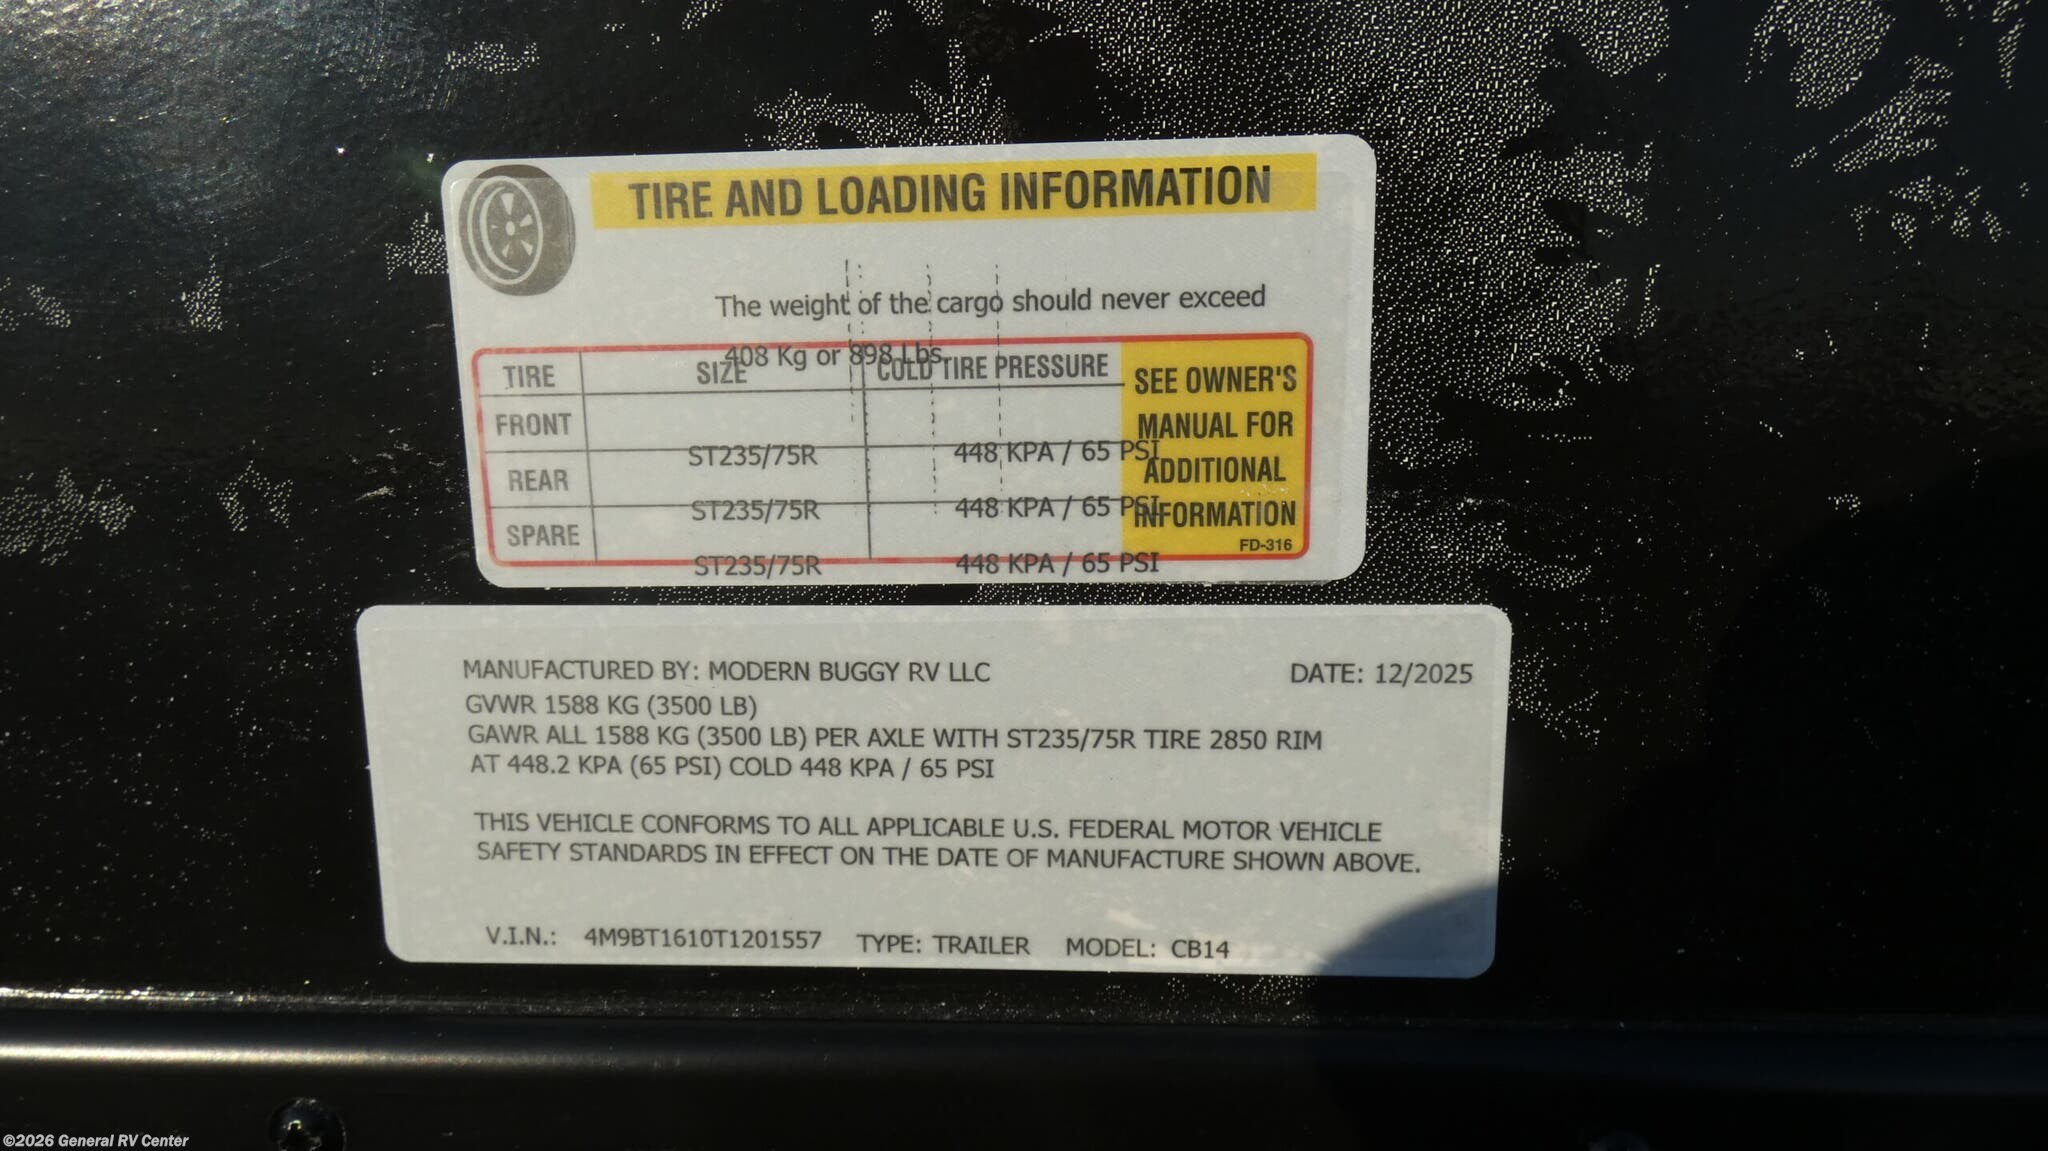 TIRE AND LOADING INFORMATION
The weight of the cargo should never exceed
408 Kg or 898 Lbs.
TIRE SIZE COLD TIRE PRESSURE
SEE OWNER'S MANUAL FOR ADDITIONAL INFORMATION
FD-316
FRONT ST235/75R 448 KPA / 65 PSI
REAR ST235/75R 448 KPA / 65 PSI
SPARE ST235/75R 448 KPA / 65 PSI
MANUFACTURED BY: MODERN BUGGY RV LLC DATE: 12/2025
GVWR 1588 KG (3500 LB)
GAWR ALL 1588 KG (3500 LB) PER AXLE WITH ST235/75R TIRE 2850 RIM
AT 448.2 KPA (65 PSI) COLD 448 KPA / 65 PSI
THIS VEHICLE CONFORMS TO ALL APPLICABLE U.S. FEDERAL MOTOR VEHICLE
SAFETY STANDARDS IN EFFECT ON THE DATE OF MANUFACTURE SHOWN ABOVE.
V.I.N.: 4M9BT1610T1201557 TYPE: TRAILER MODEL: CB14
©2026 General RV Center